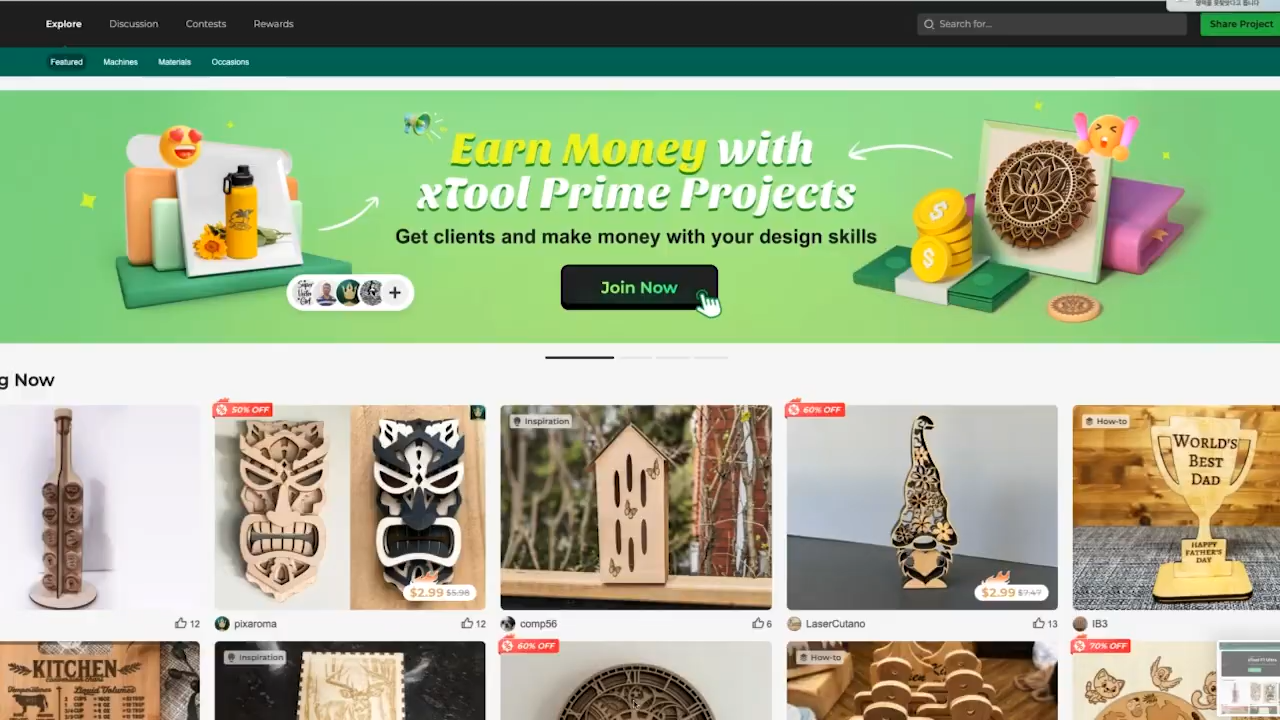 Explore Discussion Contests Rewards Search for... Share Project
Featured Machines Materials Occasions
Earn Money with
xTool Prime Projects
Get clients and make money with your design skills
Join Now
g Now
50% OFF
Inspiration
60% OFF
How-to
WORLD'S
BEST
DAD
HAPPY
FATHER'S
DAY
$2.99 $5.98
$2.99 $7.47
12
pixaroma 12
comp56 6
LaserCutano 13
IB3
KITCHEN
Liquid Volumes
Inspiration
60% OFF
How-to
70% OFF